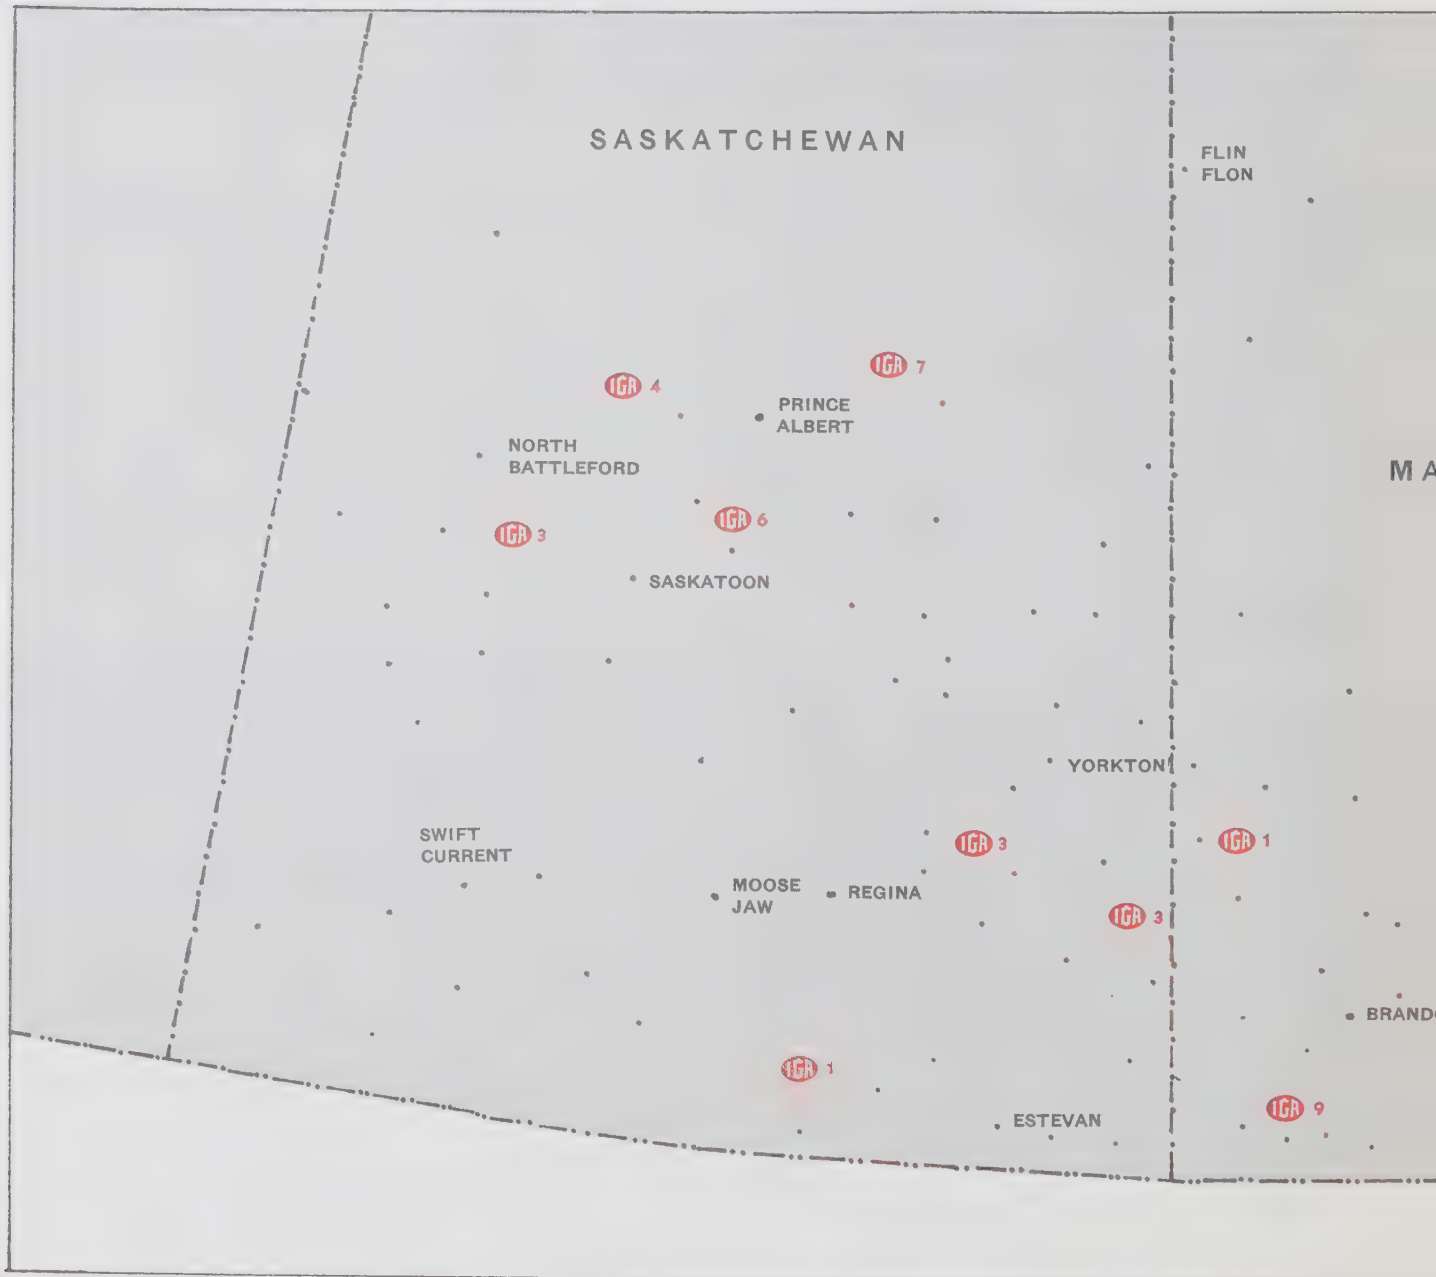 SASKATCHEWAN
FLIN
FLON
IGA 7
IGA 4
PRINCE
ALBERT
NORTH
BATTLEFORD
MA
IGA 6
IGA 3
SASKATOON
YORKTON
SWIFT
CURRENT
IGA 3
IGA 1
MOOSE
JAW
REGINA
IGA 3
BRANDO
IGA 1
IGA 9
ESTEVAN